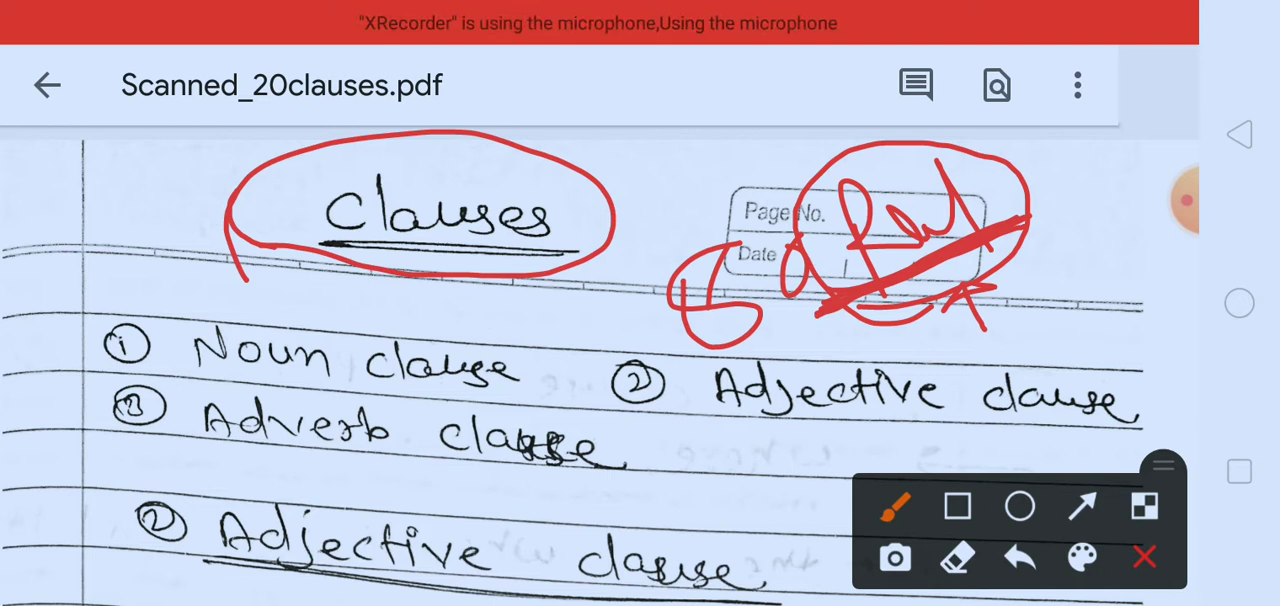 "XRecorder" is using the microphone,Using the microphone
Scanned_20clauses.pdf
Clauses
Page No.
Date
① Noun clause ② Adjective clause
③ Adverb clause
② Adjective clause